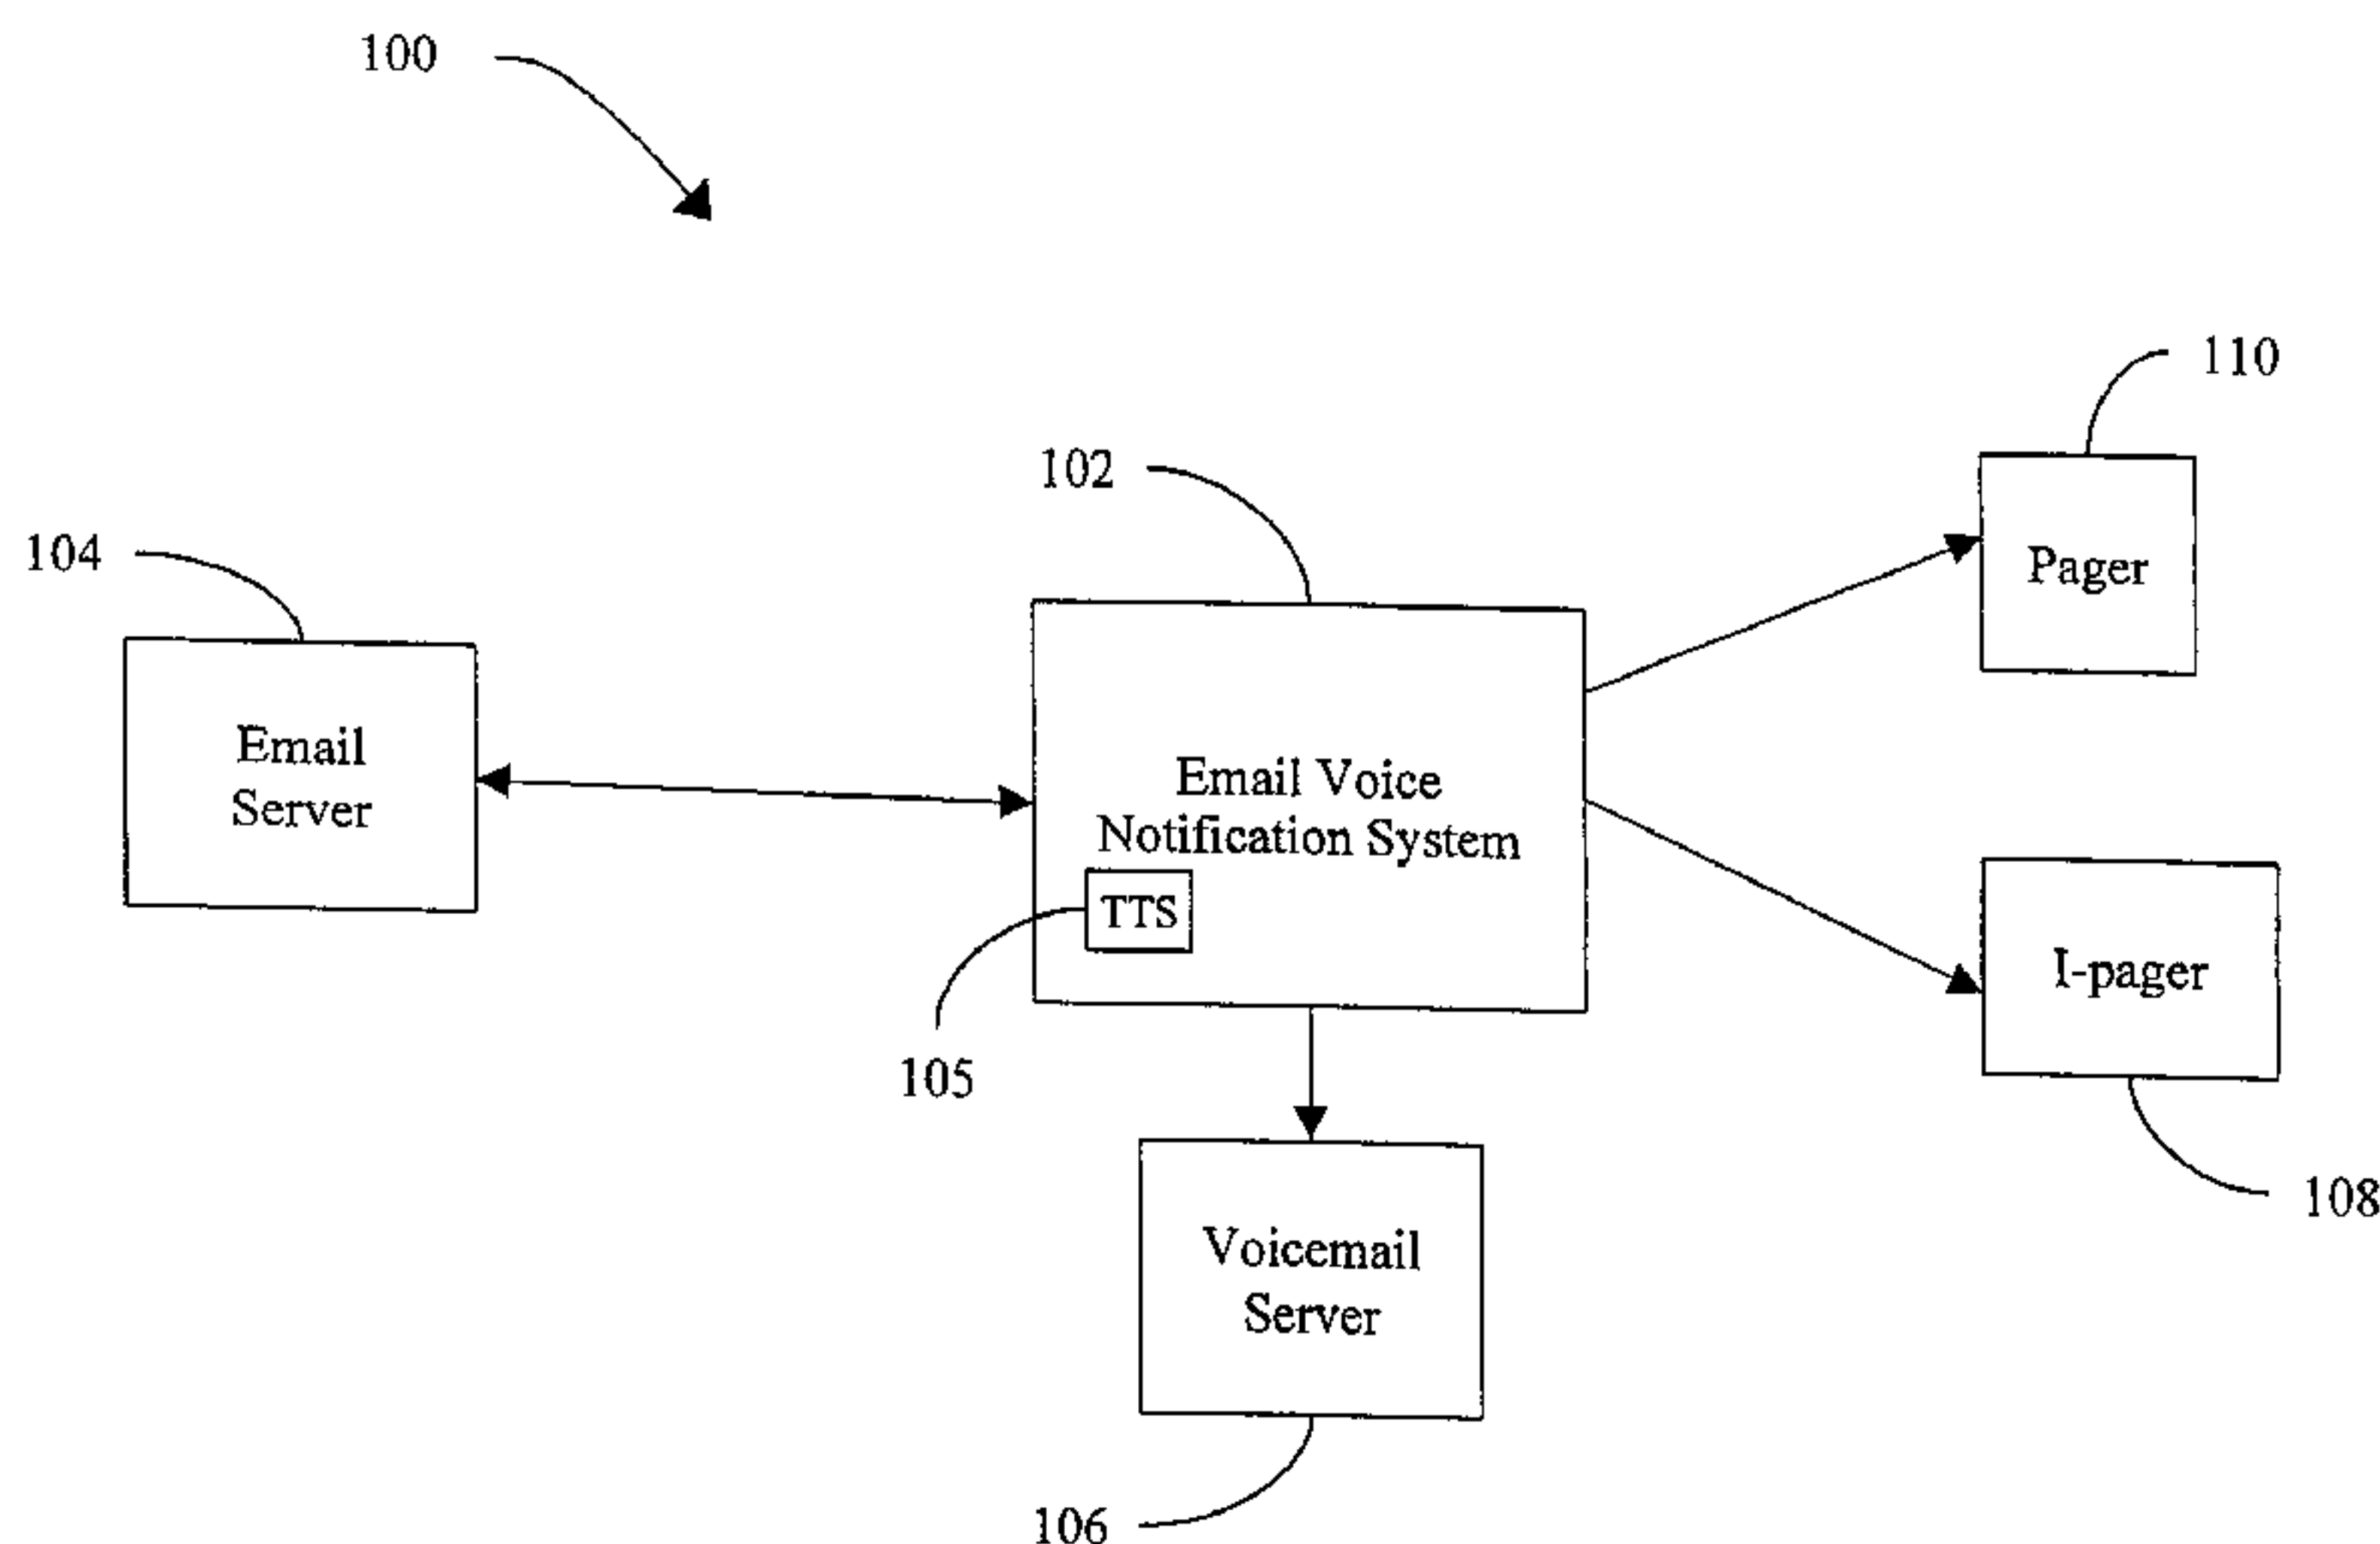 100
110
102
104
Pager
Email
Server
Email Voice
Notification System
TTS
I-pager
105
108
Voicemail
Server
106